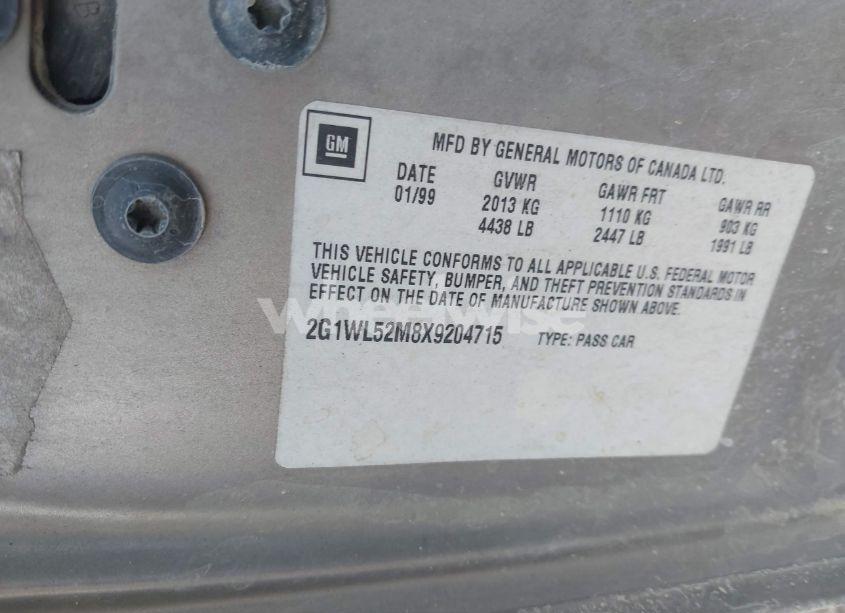 GM
MFD BY GENERAL MOTORS OF CANADA LTD.
DATE GVWR GAWR FRT GAWR RR
01/99 2013 KG 1110 KG 903 KG
4438 LB 2447 LB 1991 LB
THIS VEHICLE CONFORMS TO ALL APPLICABLE U.S. FEDERAL MOTOR
VEHICLE SAFETY, BUMPER, AND THEFT PREVENTION STANDARDS IN
EFFECT ON THE DATE OF MANUFACTURE SHOWN ABOVE.
wheelwise
2G1WL52M8X9204715 TYPE: PASS CAR